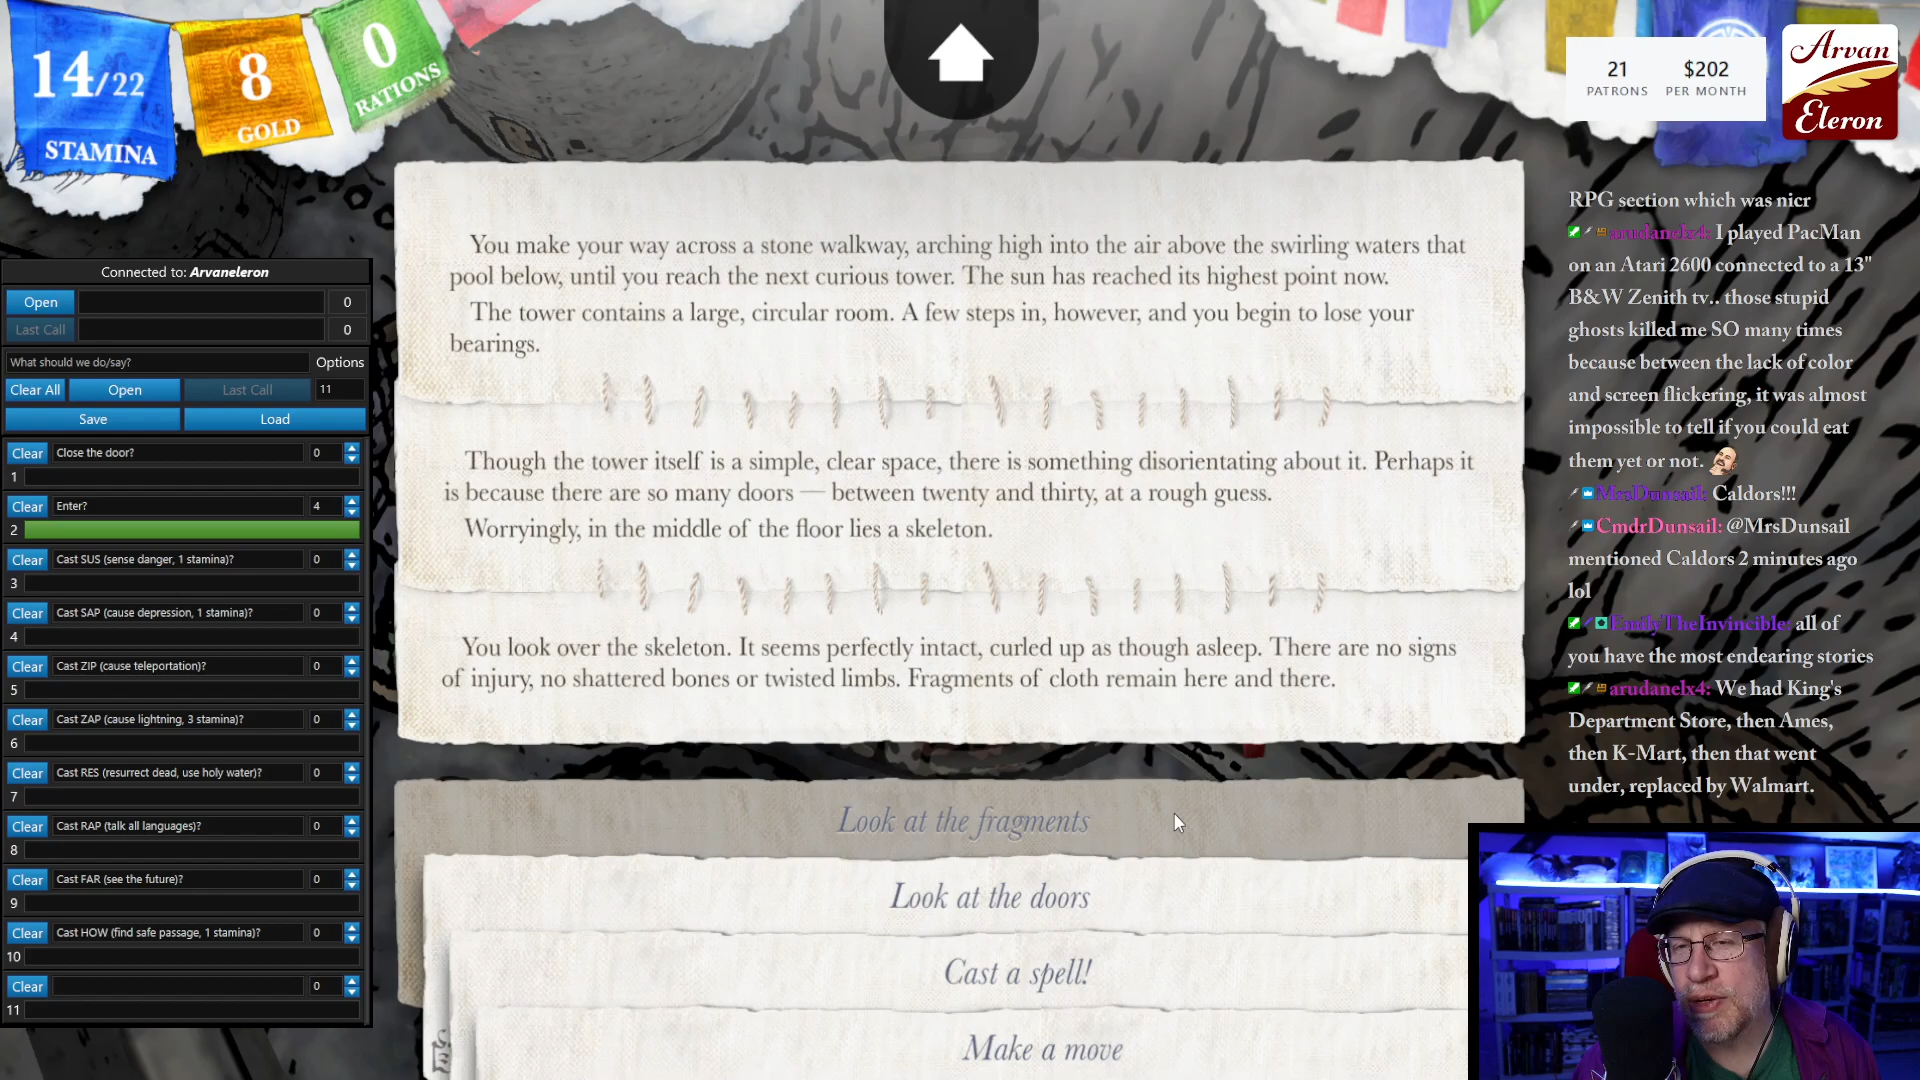 14/22
STAMINA
8
GOLD
0
RATIONS
21
PATRONS
$202
PER MONTH
Arvan
Eleron
Connected to: Arvaneleron
Open
0
Last Call
0
What should we do/say?
Options
Clear All
Open
Last Call
11
Save
Load
Clear
Close the door?
0
1
Clear
Enter?
4
2
Clear
Cast SUS (sense danger, 1 stamina)?
0
3
Clear
Cast SAP (cause depression, 1 stamina)?
0
4
Clear
Cast ZIP (cause teleportation)?
0
5
Clear
Cast ZAP (cause lightning, 3 stamina)?
0
6
Clear
Cast RES (resurrect dead, use holy water)?
0
7
Clear
Cast RAP (talk all languages)?
0
8
Clear
Cast FAR (see the future)?
0
9
Clear
Cast HOW (find safe passage, 1 stamina)?
0
10
Clear
0
11
You make your way across a stone walkway, arching high into the air above the swirling waters that
pool below, until you reach the next curious tower. The sun has reached its highest point now.
The tower contains a large, circular room. A few steps in, however, and you begin to lose your
bearings.
Though the tower itself is a simple, clear space, there is something disorientating about it. Perhaps it
is because there are so many doors — between twenty and thirty, at a rough guess.
Worryingly, in the middle of the floor lies a skeleton.
You look over the skeleton. It seems perfectly intact, curled up as though asleep. There are no signs
of injury, no shattered bones or twisted limbs. Fragments of cloth remain here and there.
Look at the fragments
Look at the doors
Cast a spell!
Make a move
RPG section which was nicr
arudanelx4: I played PacMan
on an Atari 2600 connected to a 13"
B&W Zenith tv.. those stupid
ghosts killed me SO many times
because between the lack of color
and screen flickering, it was almost
impossible to tell if you could eat
them yet or not.
MrsDunsail: Caldors!!!
CmdrDunsail: @MrsDunsail
mentioned Caldors 2 minutes ago
lol
EmilyTheInvincible: all of
you have the most endearing stories
arudanelx4: We had King's
Department Store, then Ames,
then K-Mart, then that went
under, replaced by Walmart.